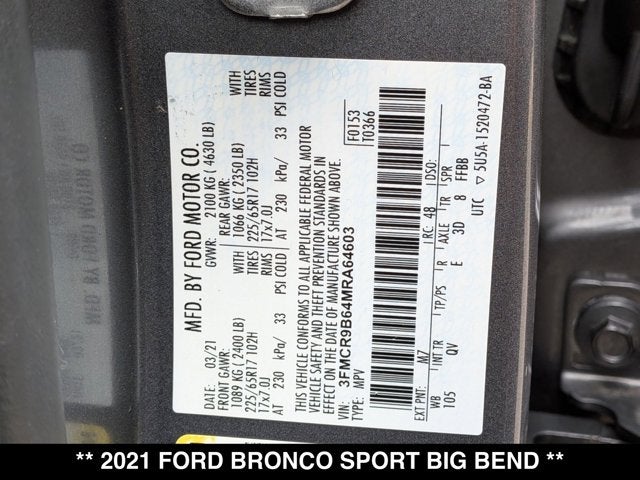 MFD. BY FORD MOTOR CO.
03/21 GVWR: 2100 KG ( 4630 LB)
FRONT GAWR: REAR GAWR: WITH
1089 KG ( 2400 LB) 1066 KG ( 2350 LB) TIRES
225/65R17 102H 225/65R17 102H RIMS
17x7.0J 17x7.0J
AT 230 kPa/ 33 PSI COLD AT 230 kPa/ 33 PSI COLD
WITH
TIRES
RIMS
THIS VEHICLE CONFORMS TO ALL APPLICABLE FEDERAL MOTOR
VEHICLE SAFETY AND THEFT PREVENTION STANDARDS IN
EFFECT ON THE DATE OF MANUFACTURE SHOWN ABOVE.
VIN: 3FMCR9B64MRA64603
TYPE: MPV
F0153
T0366
EXT PNT: M7 RC: 48 DSO:
WB INT TR TP/PS R AXLE TR SPR
105 QV E 3D 8 FFBB
UTC ▽ 5U5A-1520472-BA
** 2021 FORD BRONCO SPORT BIG BEND **